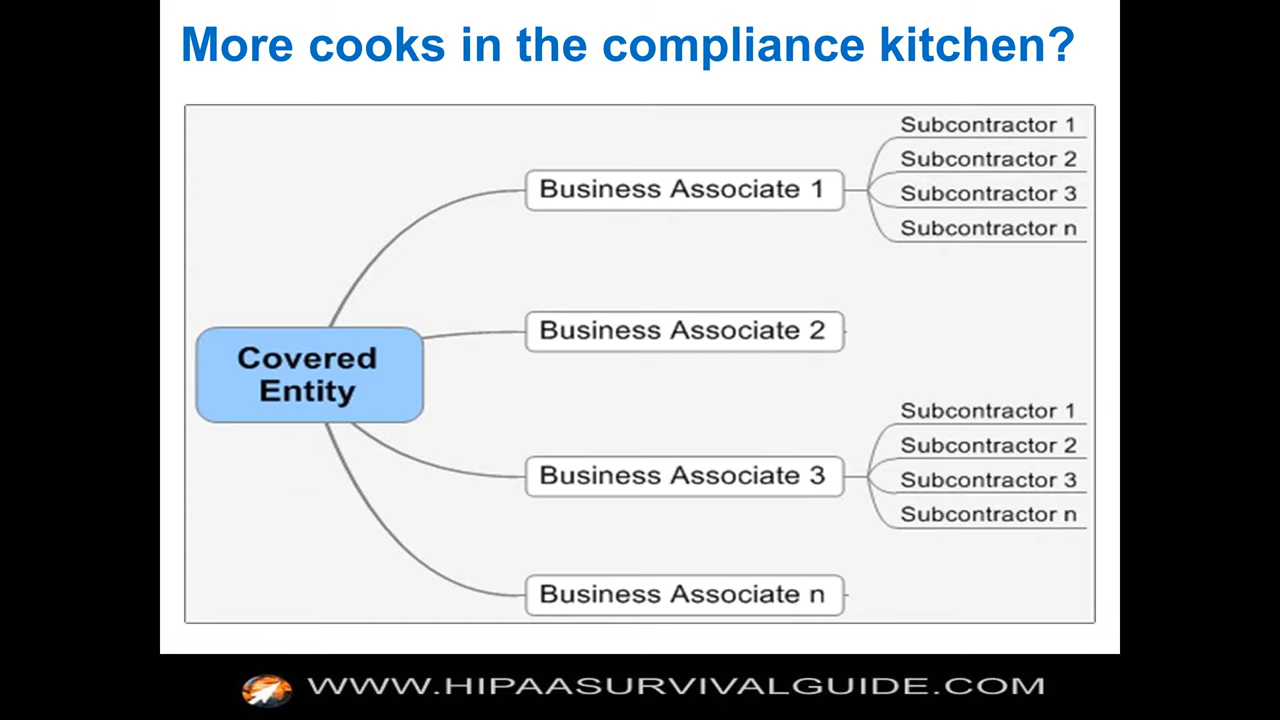 More cooks in the compliance kitchen?
Covered
Entity
Business Associate 1
Subcontractor 1
Subcontractor 2
Subcontractor 3
Subcontractor n
Business Associate 2
Business Associate 3
Subcontractor 1
Subcontractor 2
Subcontractor 3
Subcontractor n
Business Associate n
WWW.HIPAASURVIVALGUIDE.COM